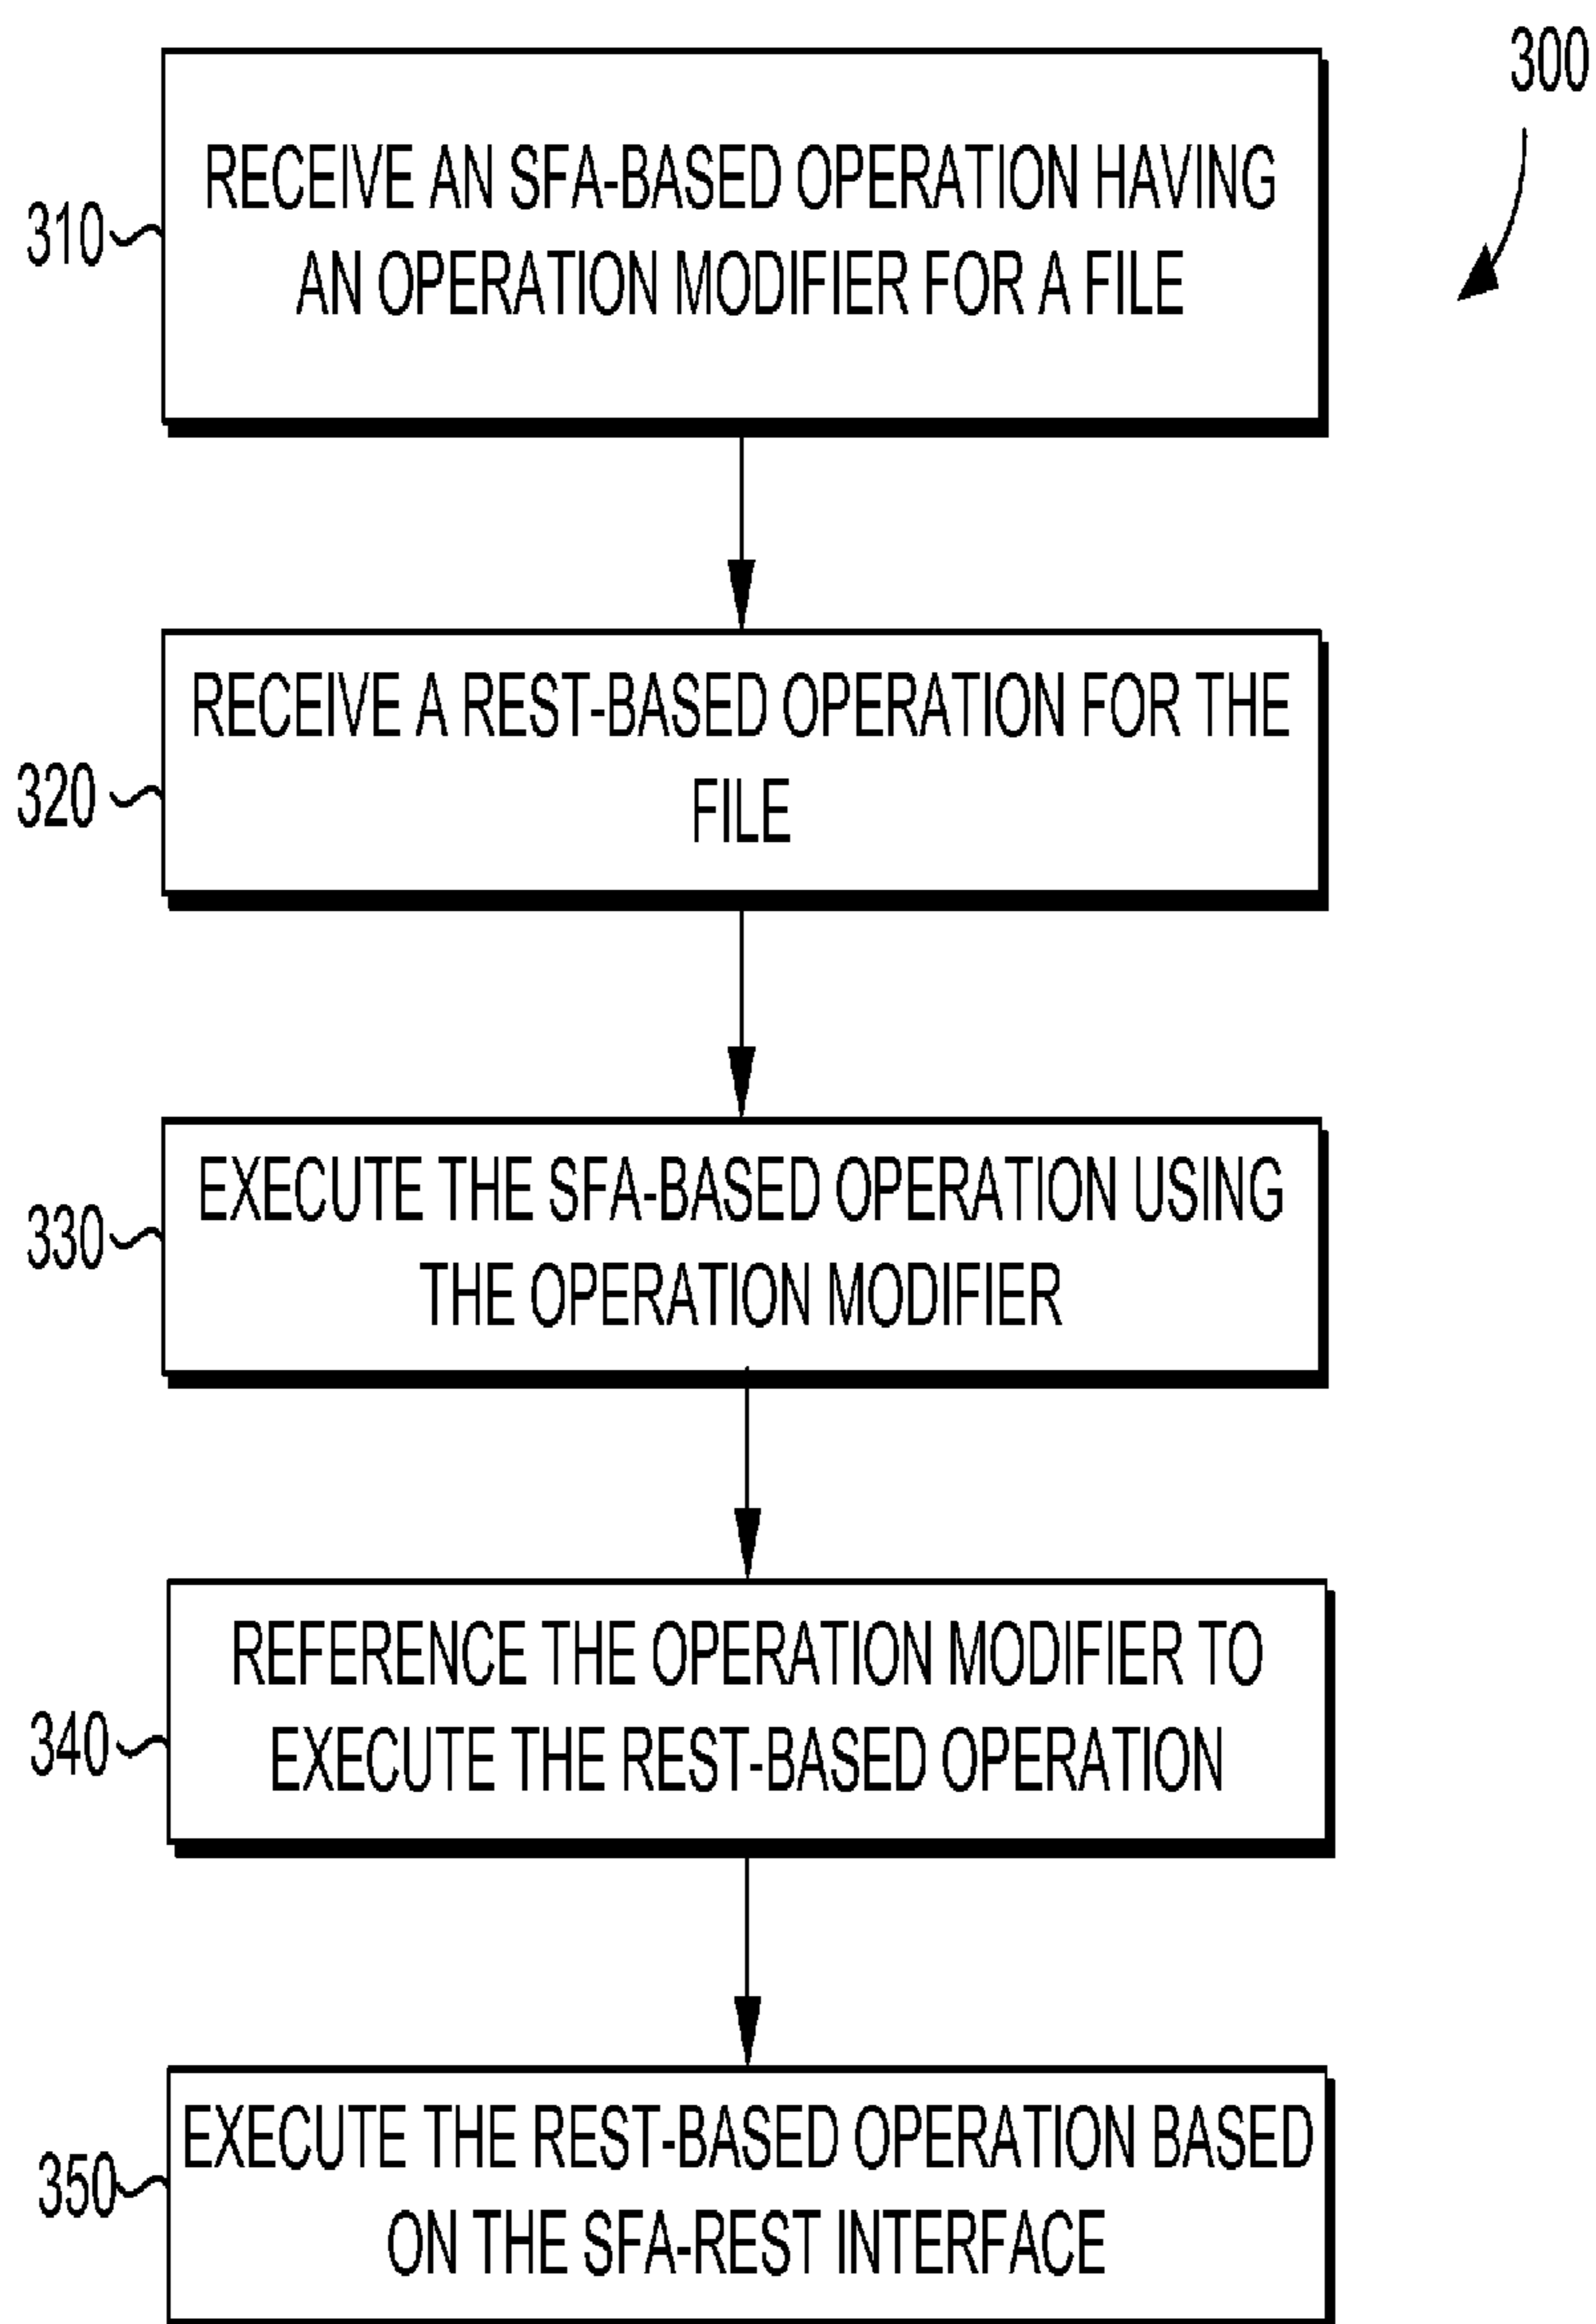 300
310
RECEIVE AN SFA-BASED OPERATION HAVING
AN OPERATION MODIFIER FOR A FILE
320
RECEIVE A REST-BASED OPERATION FOR THE
FILE
330
EXECUTE THE SFA-BASED OPERATION USING
THE OPERATION MODIFIER
340
REFERENCE THE OPERATION MODIFIER TO
EXECUTE THE REST-BASED OPERATION
350
EXECUTE THE REST-BASED OPERATION BASED
ON THE SFA-REST INTERFACE